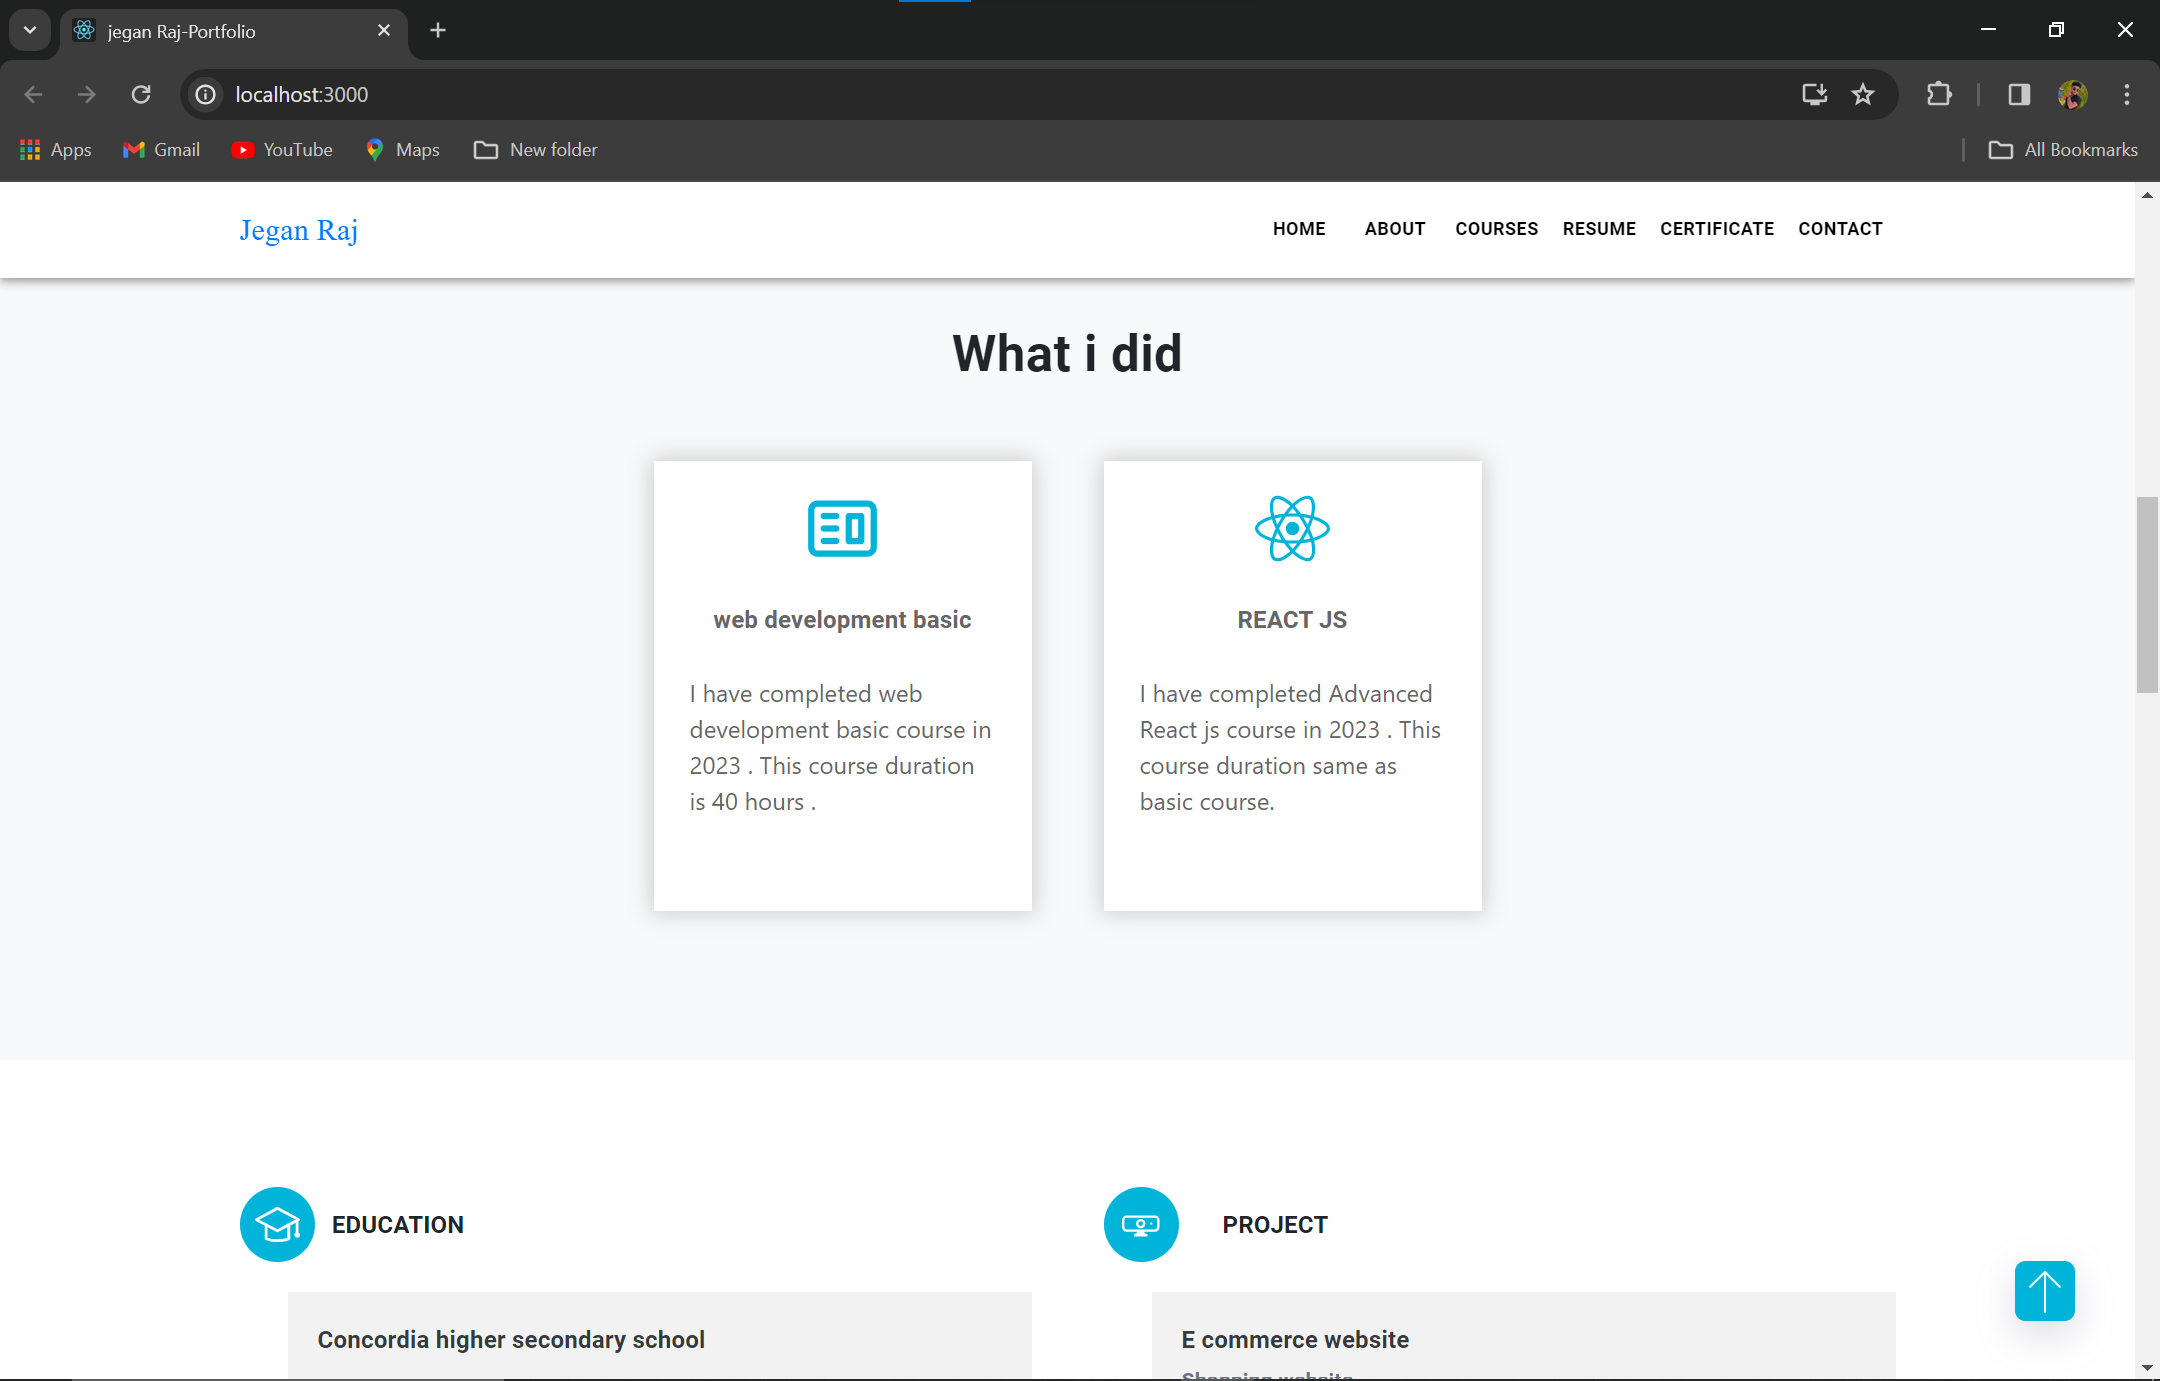 jegan Raj-Portfolio
localhost:3000
Apps Gmail YouTube Maps New folder All Bookmarks
Jegan Raj HOME ABOUT COURSES RESUME CERTIFICATE CONTACT
What i did
web development basic
I have completed web
development basic course in
2023 . This course duration
is 40 hours .
REACT JS
I have completed Advanced
React js course in 2023 . This
course duration same as
basic course.
EDUCATION
Concordia higher secondary school
PROJECT
E commerce website
Shopping website